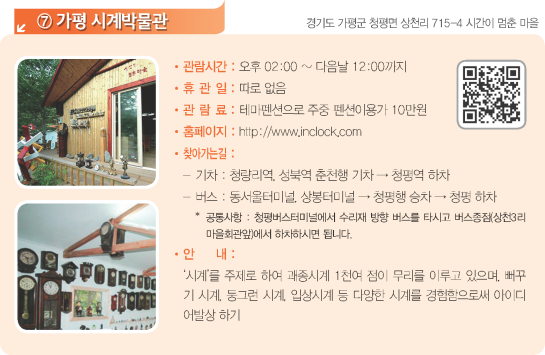 ⑦ 가평 시계박물관
경기도 가평군 청평면 상천리 715-4 시간이 멈춘 마을
• 관람시간 : 오후 02:00 ~ 다음날 12:00까지
• 휴 관 일 : 따로 없음
• 관 람 료 : 테마펜션으로 주중 펜션이용가 10만원
• 홈페이지 : http://www.inclock.com
• 찾아가는길 :
- 기차 : 청량리역, 성북역 춘천행 기차 → 청평역 하차
- 버스 : 동서울터미널, 상봉터미널 → 청평행 승차 → 청평 하차
* 공통사항 : 청평버스터미널에서 수리재 방향 버스를 타시고 버스종점(상천3리
마을회관앞)에서 하차하시면 됩니다.
• 안 내 :
'시계'를 주제로 하여 괘종시계 1천여 점이 무리를 이루고 있으며, 뻐꾸
기 시계, 둥그런 시계, 입상시계 등 다양한 시계를 경험함으로써 아이디
어발상 하기